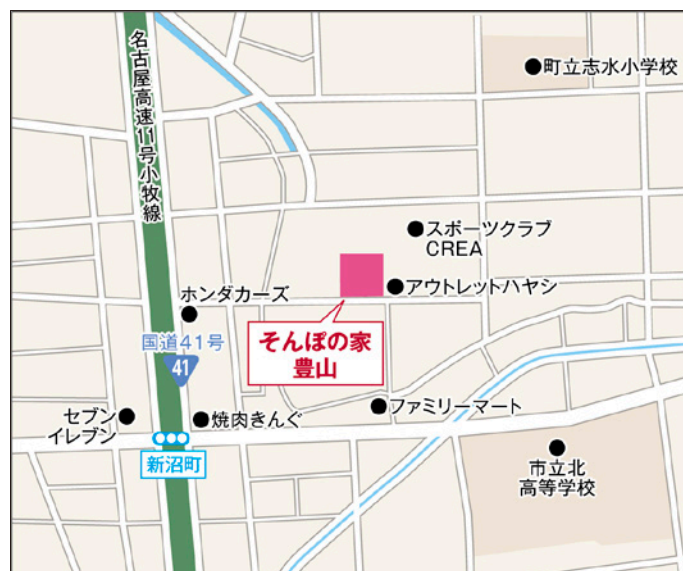 名古屋高速11号小牧線
町立志水小学校
スポーツクラブ
CREA
アウトレットハヤシ
ホンダカーズ
そんぽの家
豊山
国道41号
41
ファミリーマート
セブン
イレブン
焼肉きんぐ
新沼町
市立北
高等学校